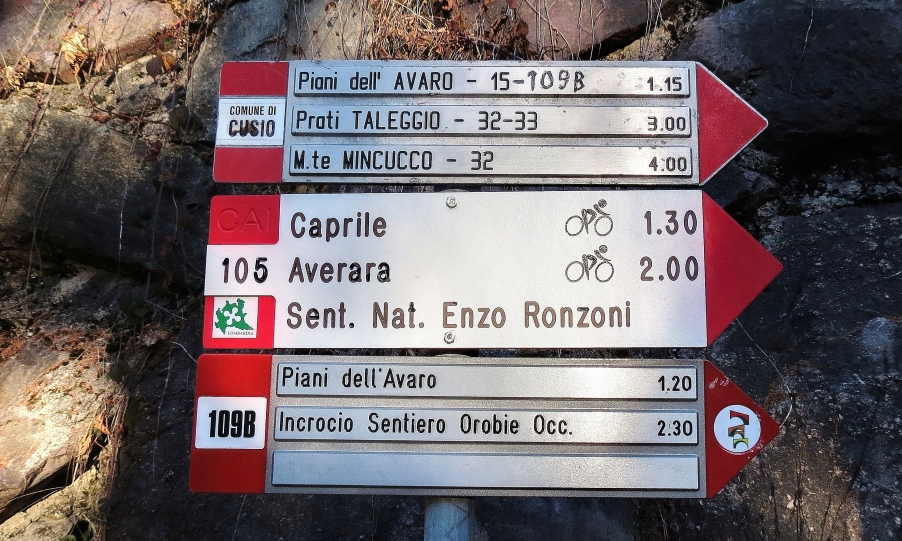 COMUNE DI
CUSIO
Piani dell' AVARO - 15-109B 1.15
Prati TALEGGIO - 32-33 3.00
M.te MINCUCCO - 32 4.00
CAI
105
LOMBARDIA
Caprile 1.30
Averara 2.00
Sent. Nat. Enzo Ronzoni
109B
Piani dell'Avaro 1.20
Incrocio Sentiero Orobie Occ. 2.30